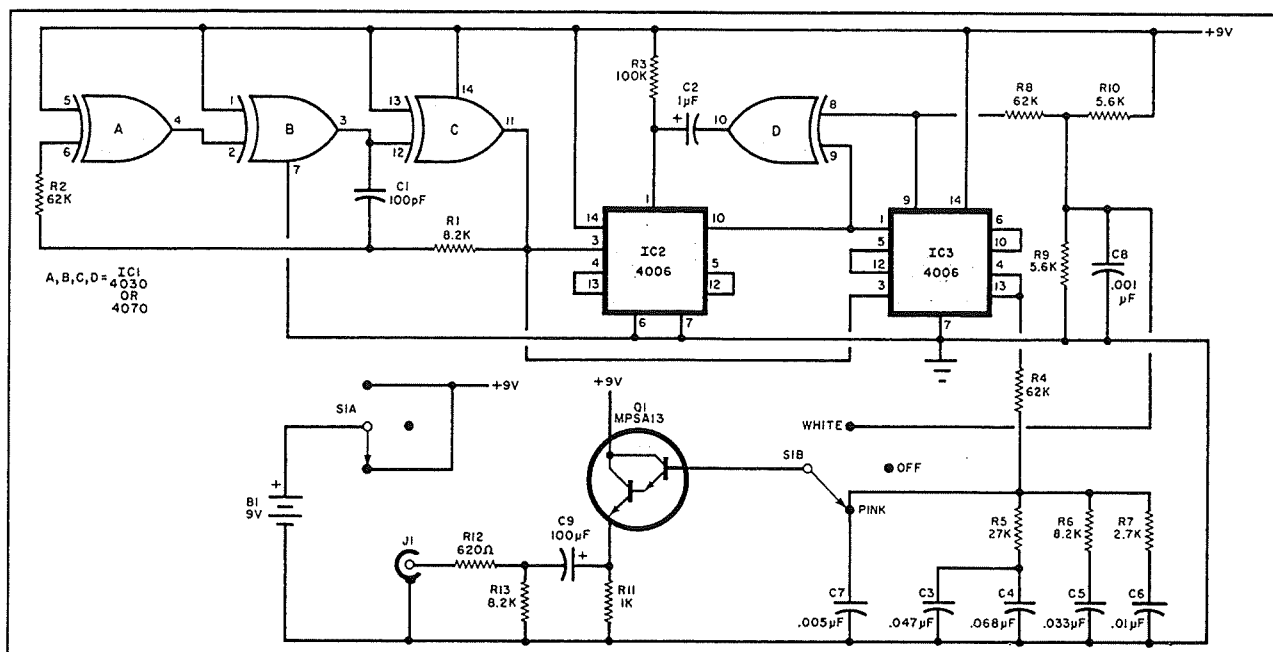 +9V
R3
100K
C2
1µF
+
R8
62K
R10
5.6K
5
6
A
4
1
2
B
3
7
13
12
C
14
11
10
D
8
9
R2
62K
C1
100pF
R1
8.2K
1
14
3
4
13
10
5
12
6
7
IC2
4006
9
14
1
5
12
3
6
10
4
13
7
IC3
4006
R9
5.6K
C8
.001
µF
A,B,C,D= IC1
4030
OR
4070
R4
62K
+9V
S1A
+9V
Q1
MPSA13
WHITE
S1B
OFF
PINK
+
B1
9V
J1
R12
620Ω
C9
100µF
+
R13
8.2K
R11
1K
R5
27K
R6
8.2K
R7
2.7K
C7
.005µF
C3
.047µF
C4
.068µF
C5
.033µF
C6
.01µF